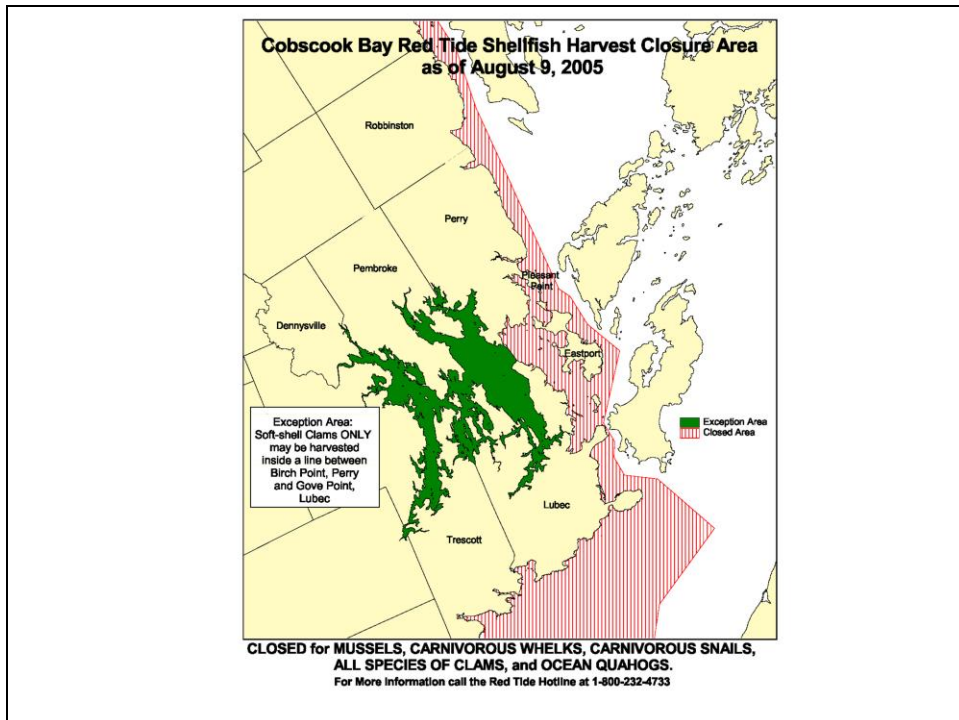 Cobscook Bay Red Tide Shellfish Harvest Closure Area
as of August 9, 2005
Robbinston
Perry
Pembroke
Pleasant
Point
Dennysville
Eastport
Exception Area:
Soft-shell Clams ONLY
may be harvested
inside a line between
Birch Point, Perry
and Gove Point,
Lubec
Exception Area
Closed Area
Lubec
Trescott
CLOSED for MUSSELS, CARNIVOROUS WHELKS, CARNIVOROUS SNAILS,
ALL SPECIES OF CLAMS, and OCEAN QUAHOGS.
For More Information call the Red Tide Hotline at 1-800-232-4733